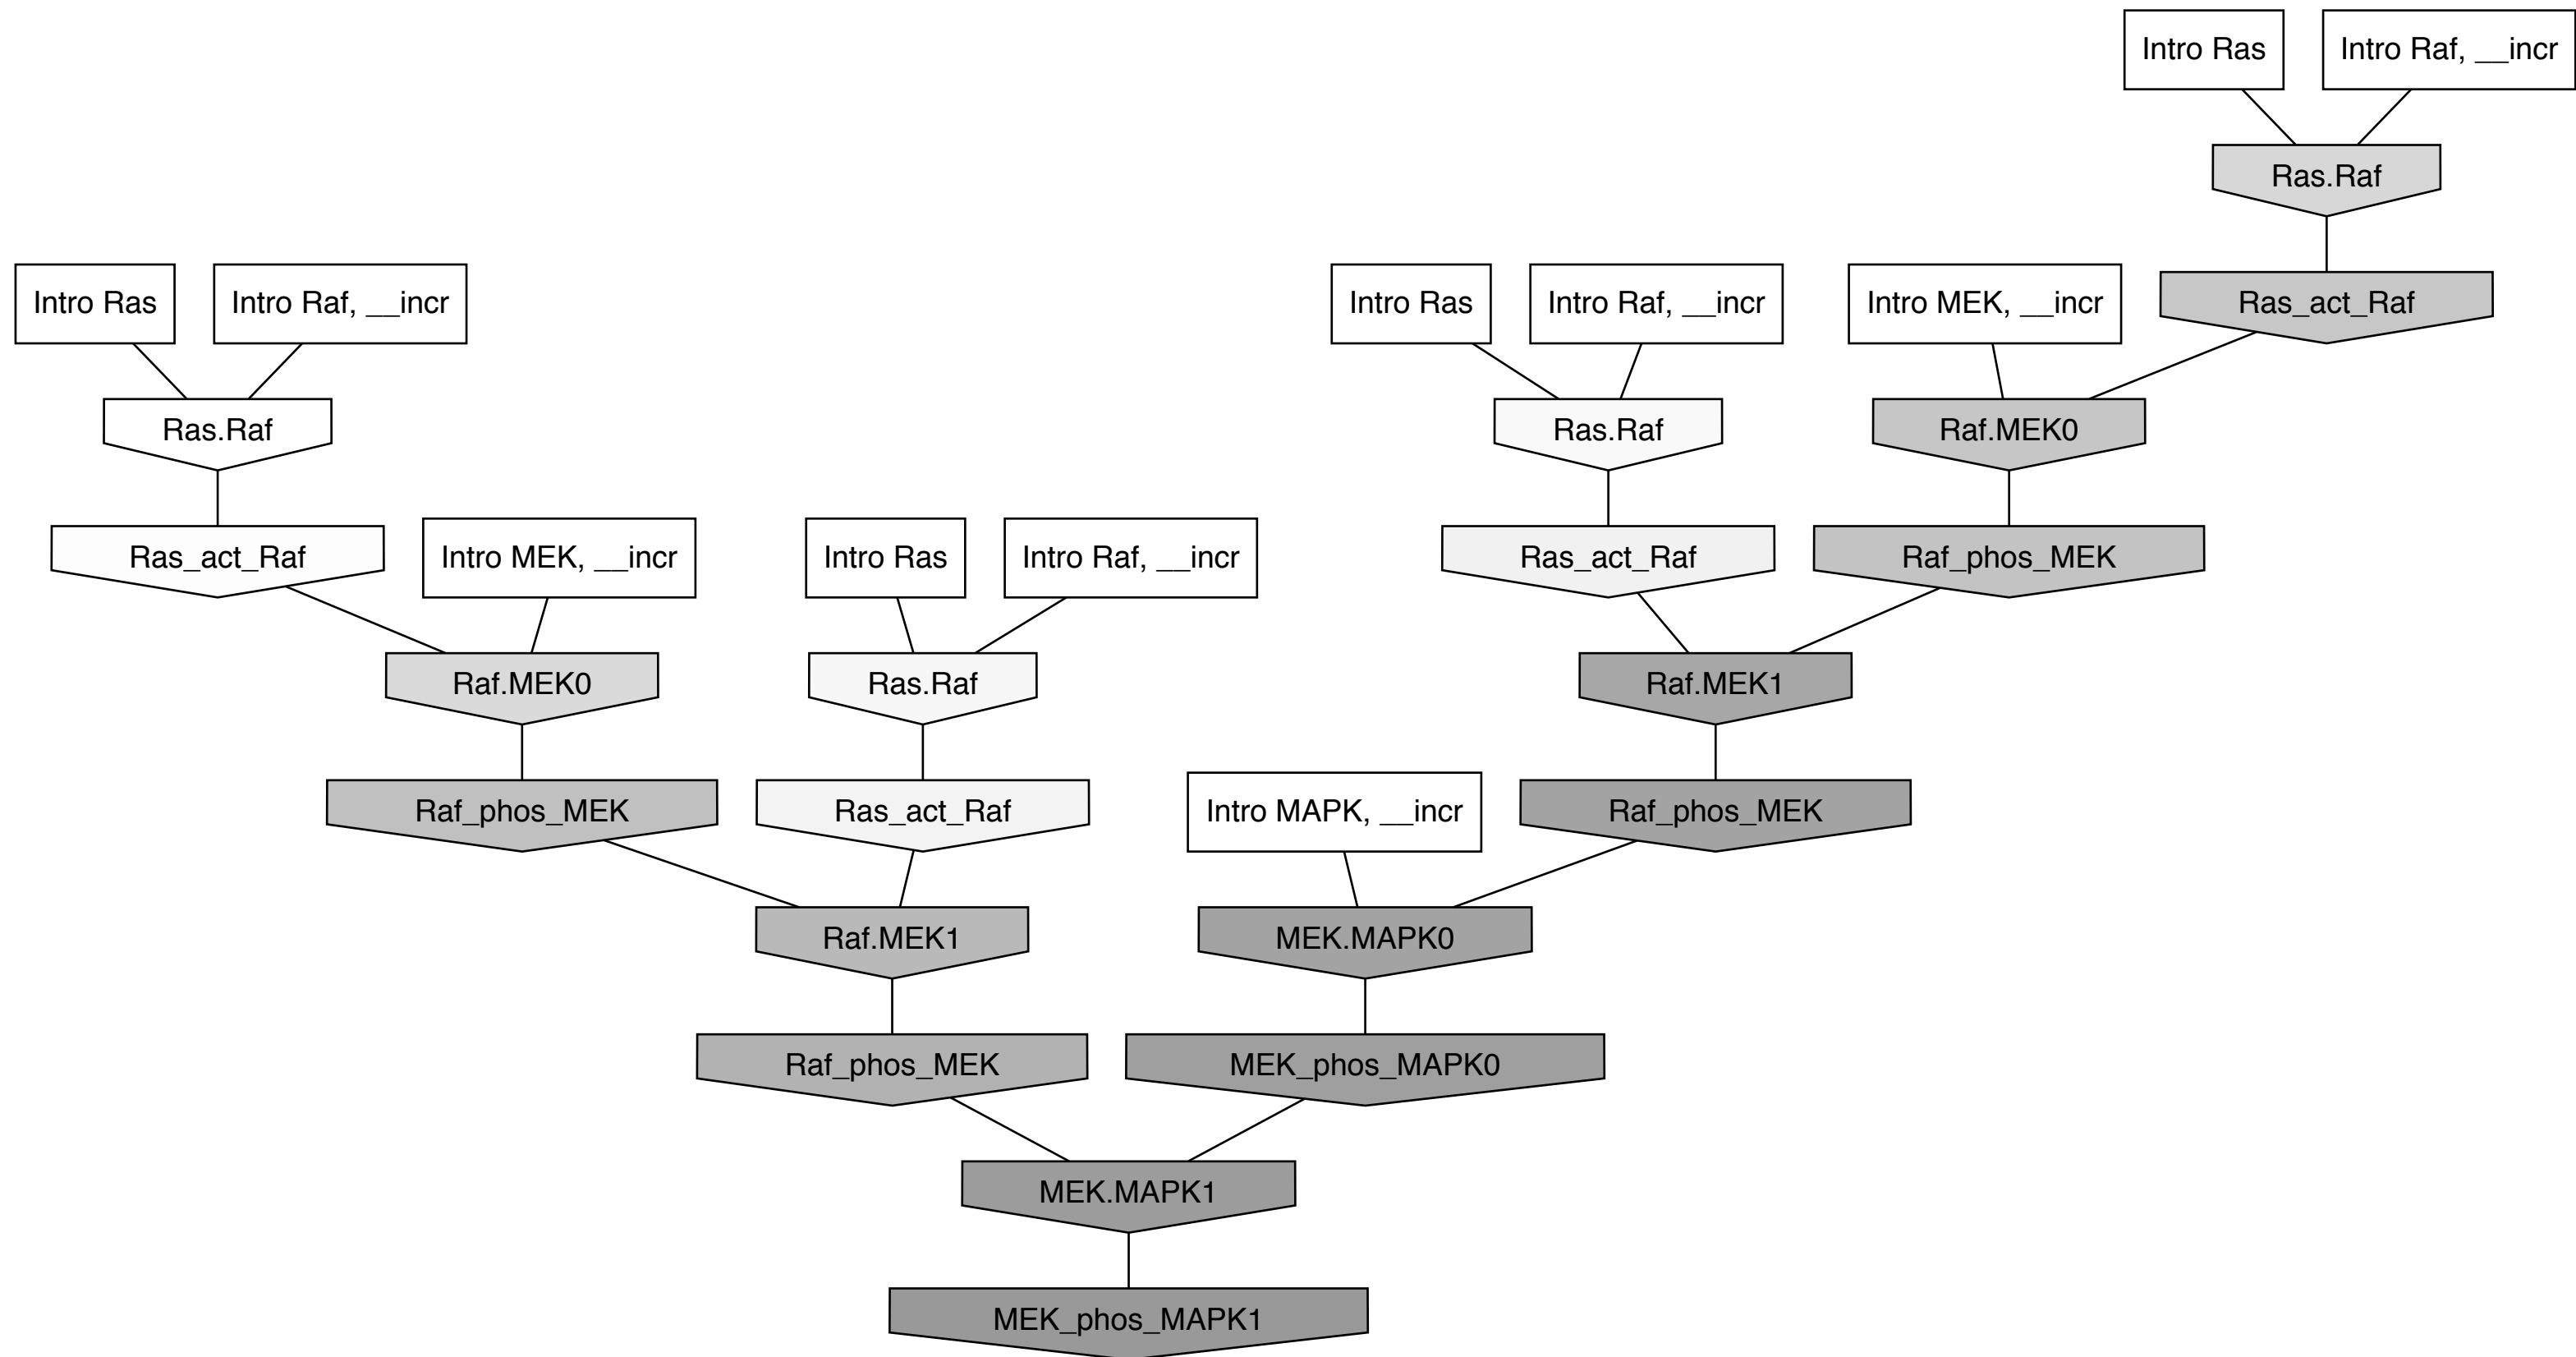 Intro Ras
Intro Raf, __incr
Ras.Raf
Intro Ras
Intro Raf, __incr
Intro Ras
Intro Raf, __incr
Intro MEK, __incr
Ras_act_Raf
Ras.Raf
Ras.Raf
Raf.MEK0
Ras_act_Raf
Intro MEK, __incr
Intro Ras
Intro Raf, __incr
Ras_act_Raf
Raf_phos_MEK
Raf.MEK0
Ras.Raf
Raf.MEK1
Raf_phos_MEK
Ras_act_Raf
Intro MAPK, __incr
Raf_phos_MEK
Raf.MEK1
MEK.MAPK0
Raf_phos_MEK
MEK_phos_MAPK0
MEK.MAPK1
MEK_phos_MAPK1